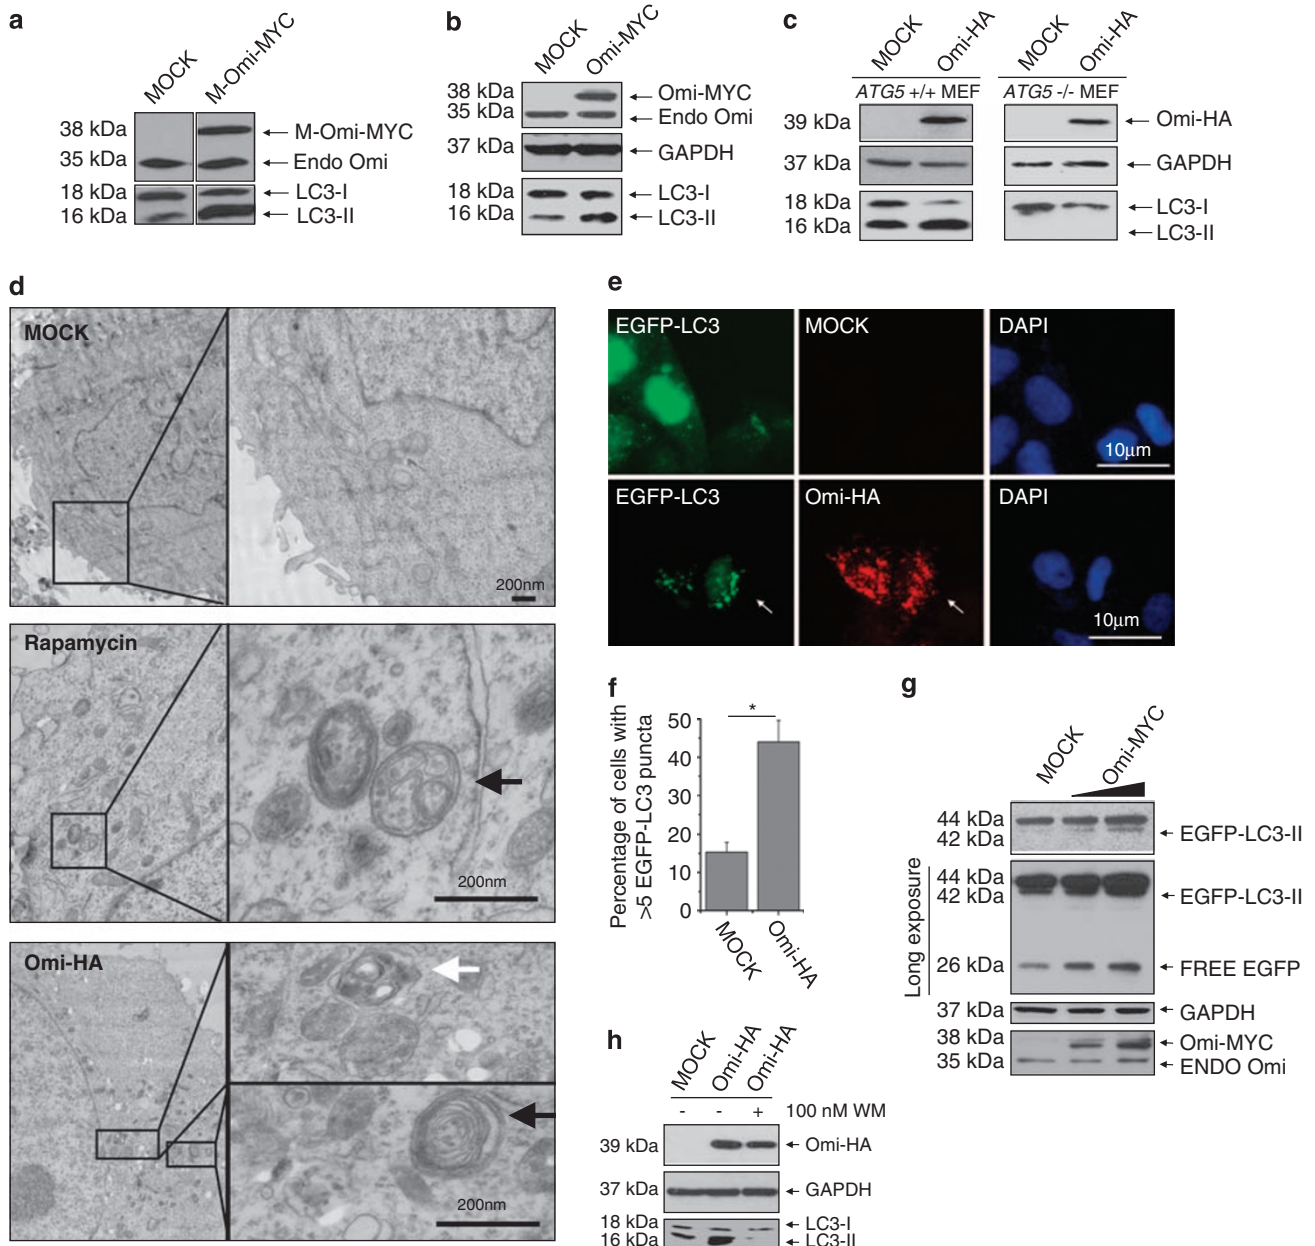 a
MOCK
M-Omi-MYC
38 kDa
M-Omi-MYC
35 kDa
Endo Omi
18 kDa
LC3-I
16 kDa
LC3-II
b
MOCK
Omi-MYC
38 kDa
Omi-MYC
35 kDa
Endo Omi
37 kDa
GAPDH
18 kDa
LC3-I
16 kDa
LC3-II
c
MOCK
Omi-HA
MOCK
Omi-HA
ATG5 +/+ MEF
ATG5 -/- MEF
39 kDa
Omi-HA
37 kDa
GAPDH
18 kDa
LC3-I
16 kDa
LC3-II
d
MOCK
200nm
Rapamycin
200nm
Omi-HA
200nm
e
EGFP-LC3
MOCK
DAPI
10μm
EGFP-LC3
Omi-HA
DAPI
10μm
f
Percentage of cells with
>5 EGFP-LC3 puncta
50
40
30
20
10
0
*
MOCK
Omi-HA
g
MOCK
Omi-MYC
44 kDa
42 kDa
EGFP-LC3-II
Long exposure
44 kDa
42 kDa
EGFP-LC3-II
26 kDa
FREE EGFP
37 kDa
GAPDH
38 kDa
Omi-MYC
35 kDa
ENDO Omi
h
MOCK
Omi-HA
Omi-HA
- - + 100 nM WM
39 kDa
Omi-HA
37 kDa
GAPDH
18 kDa
LC3-I
16 kDa
LC3-II